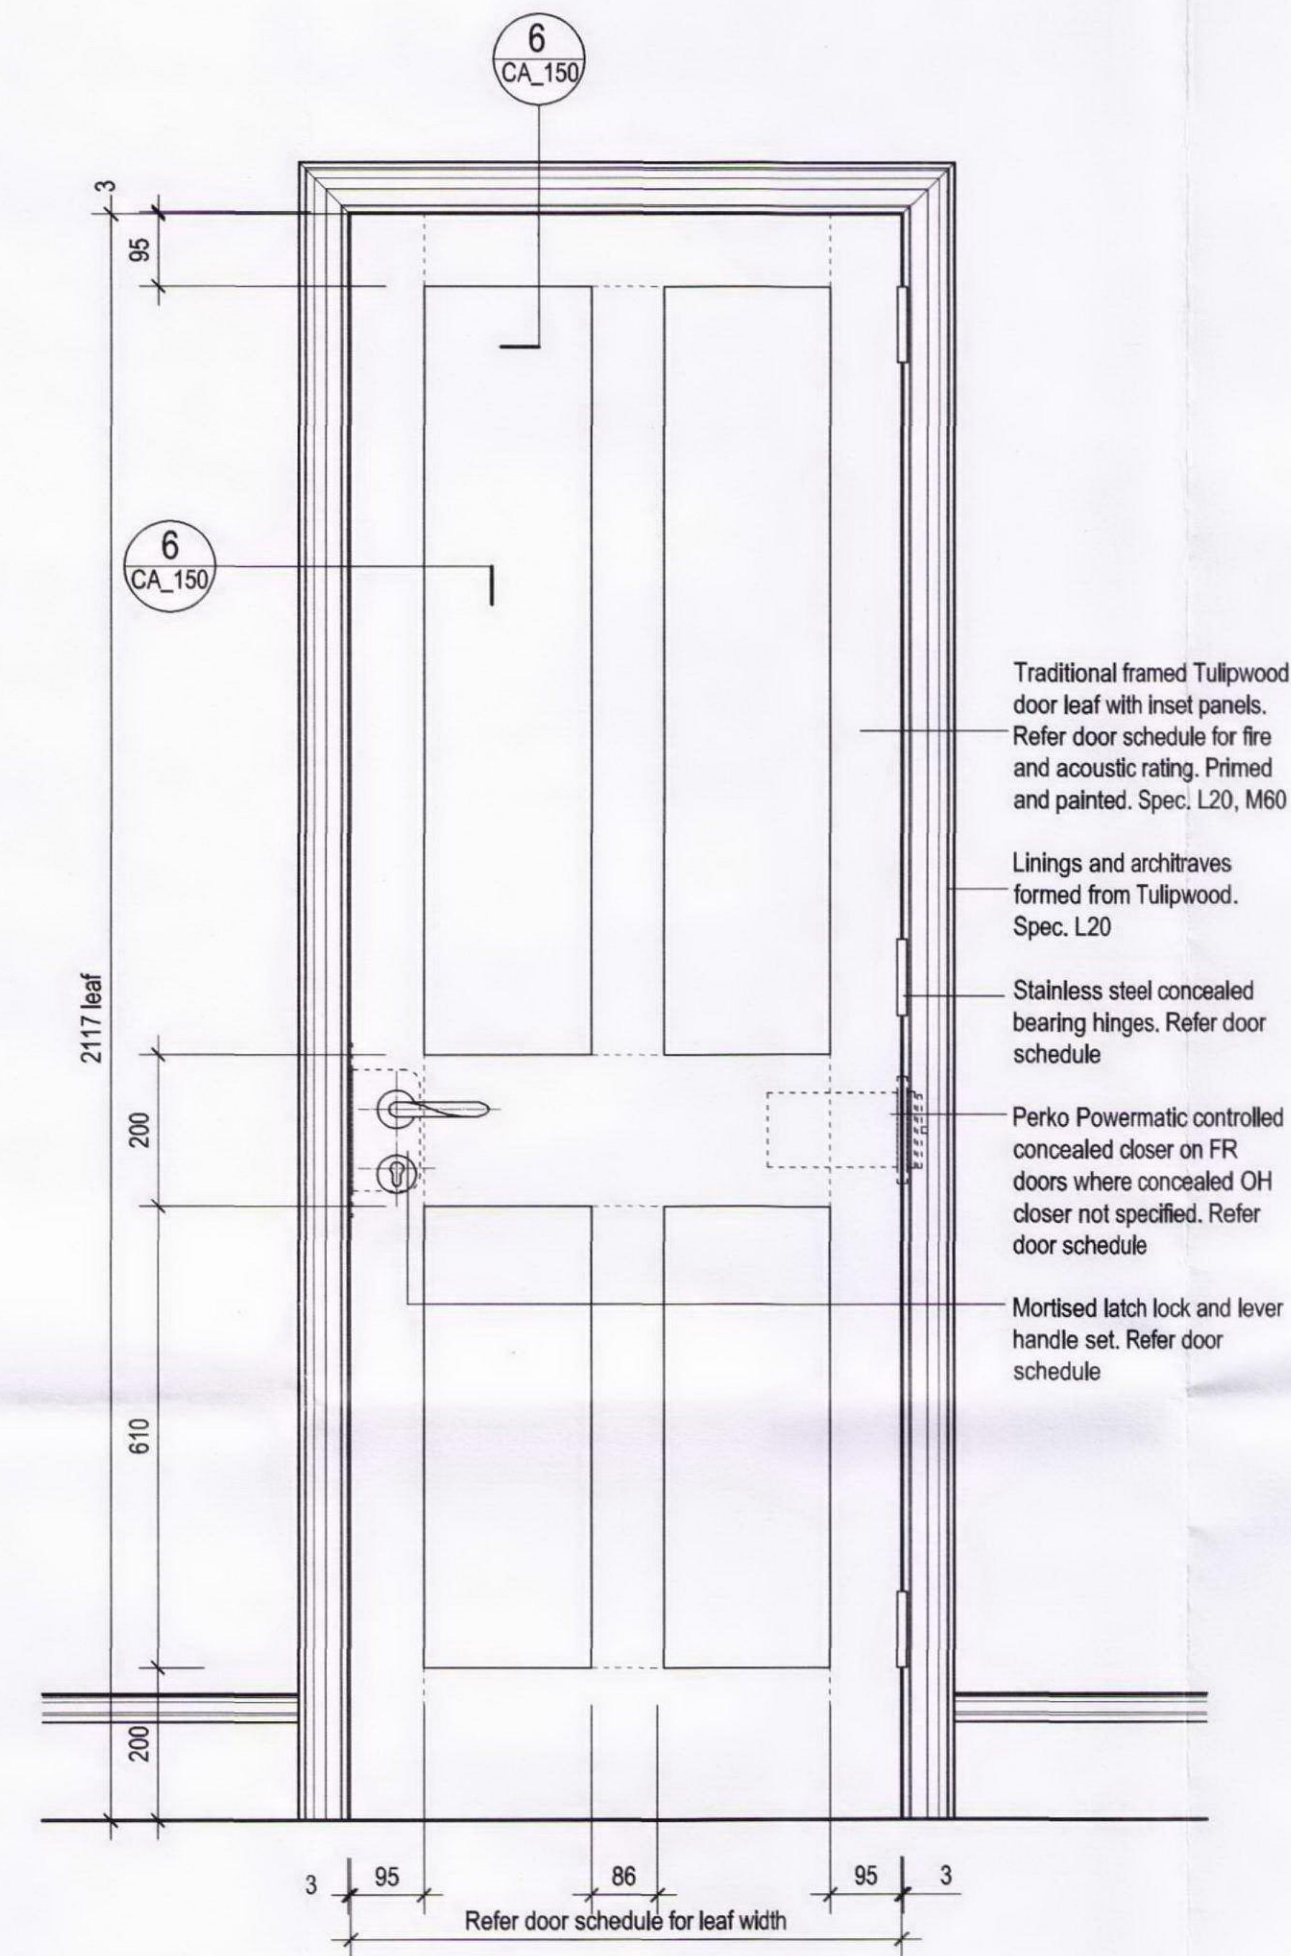 6
CA_150
3
95
6
CA_150
2117 leaf
200
610
200
Traditional framed Tulipwood
door leaf with inset panels.
Refer door schedule for fire
and acoustic rating. Primed
and painted. Spec. L20, M60
Linings and architraves
formed from Tulipwood.
Spec. L20
Stainless steel concealed
bearing hinges. Refer door
schedule
Perko Powermatic controlled
concealed closer on FR
doors where concealed OH
closer not specified. Refer
door schedule
Mortised latch lock and lever
handle set. Refer door
schedule
3 95 86 95 3
Refer door schedule for leaf width